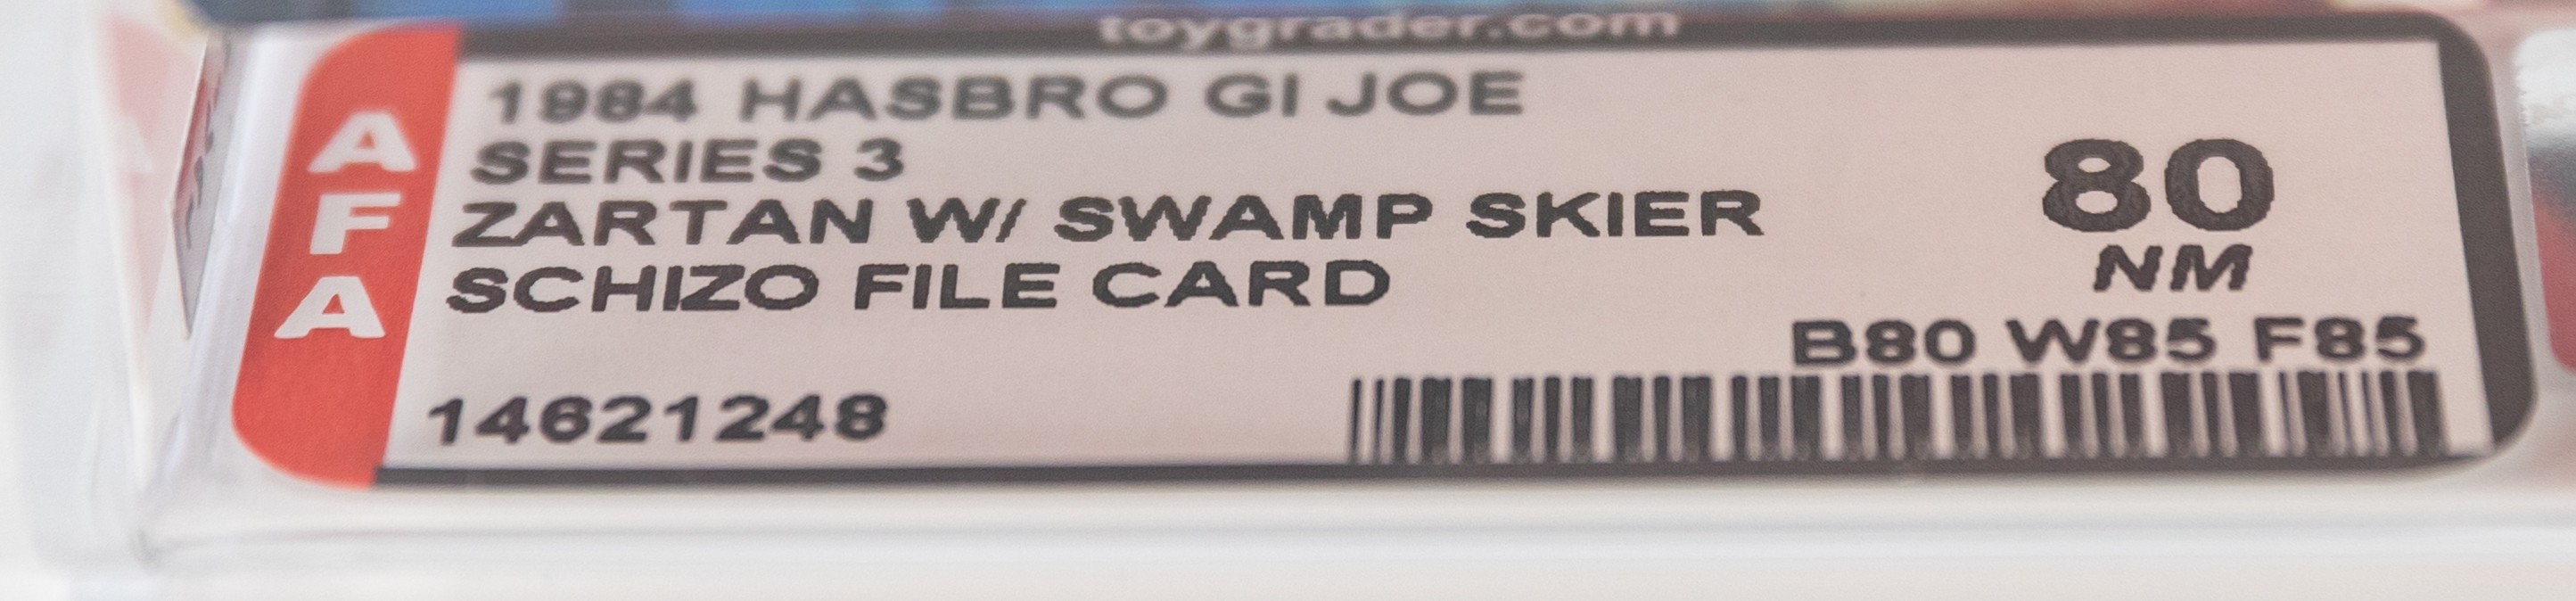 toygrader.com
AFA
1984 HASBRO GI JOE
SERIES 3
ZARTAN W/ SWAMP SKIER
SCHIZO FILE CARD
80
NM
B80 W85 F85
14621248